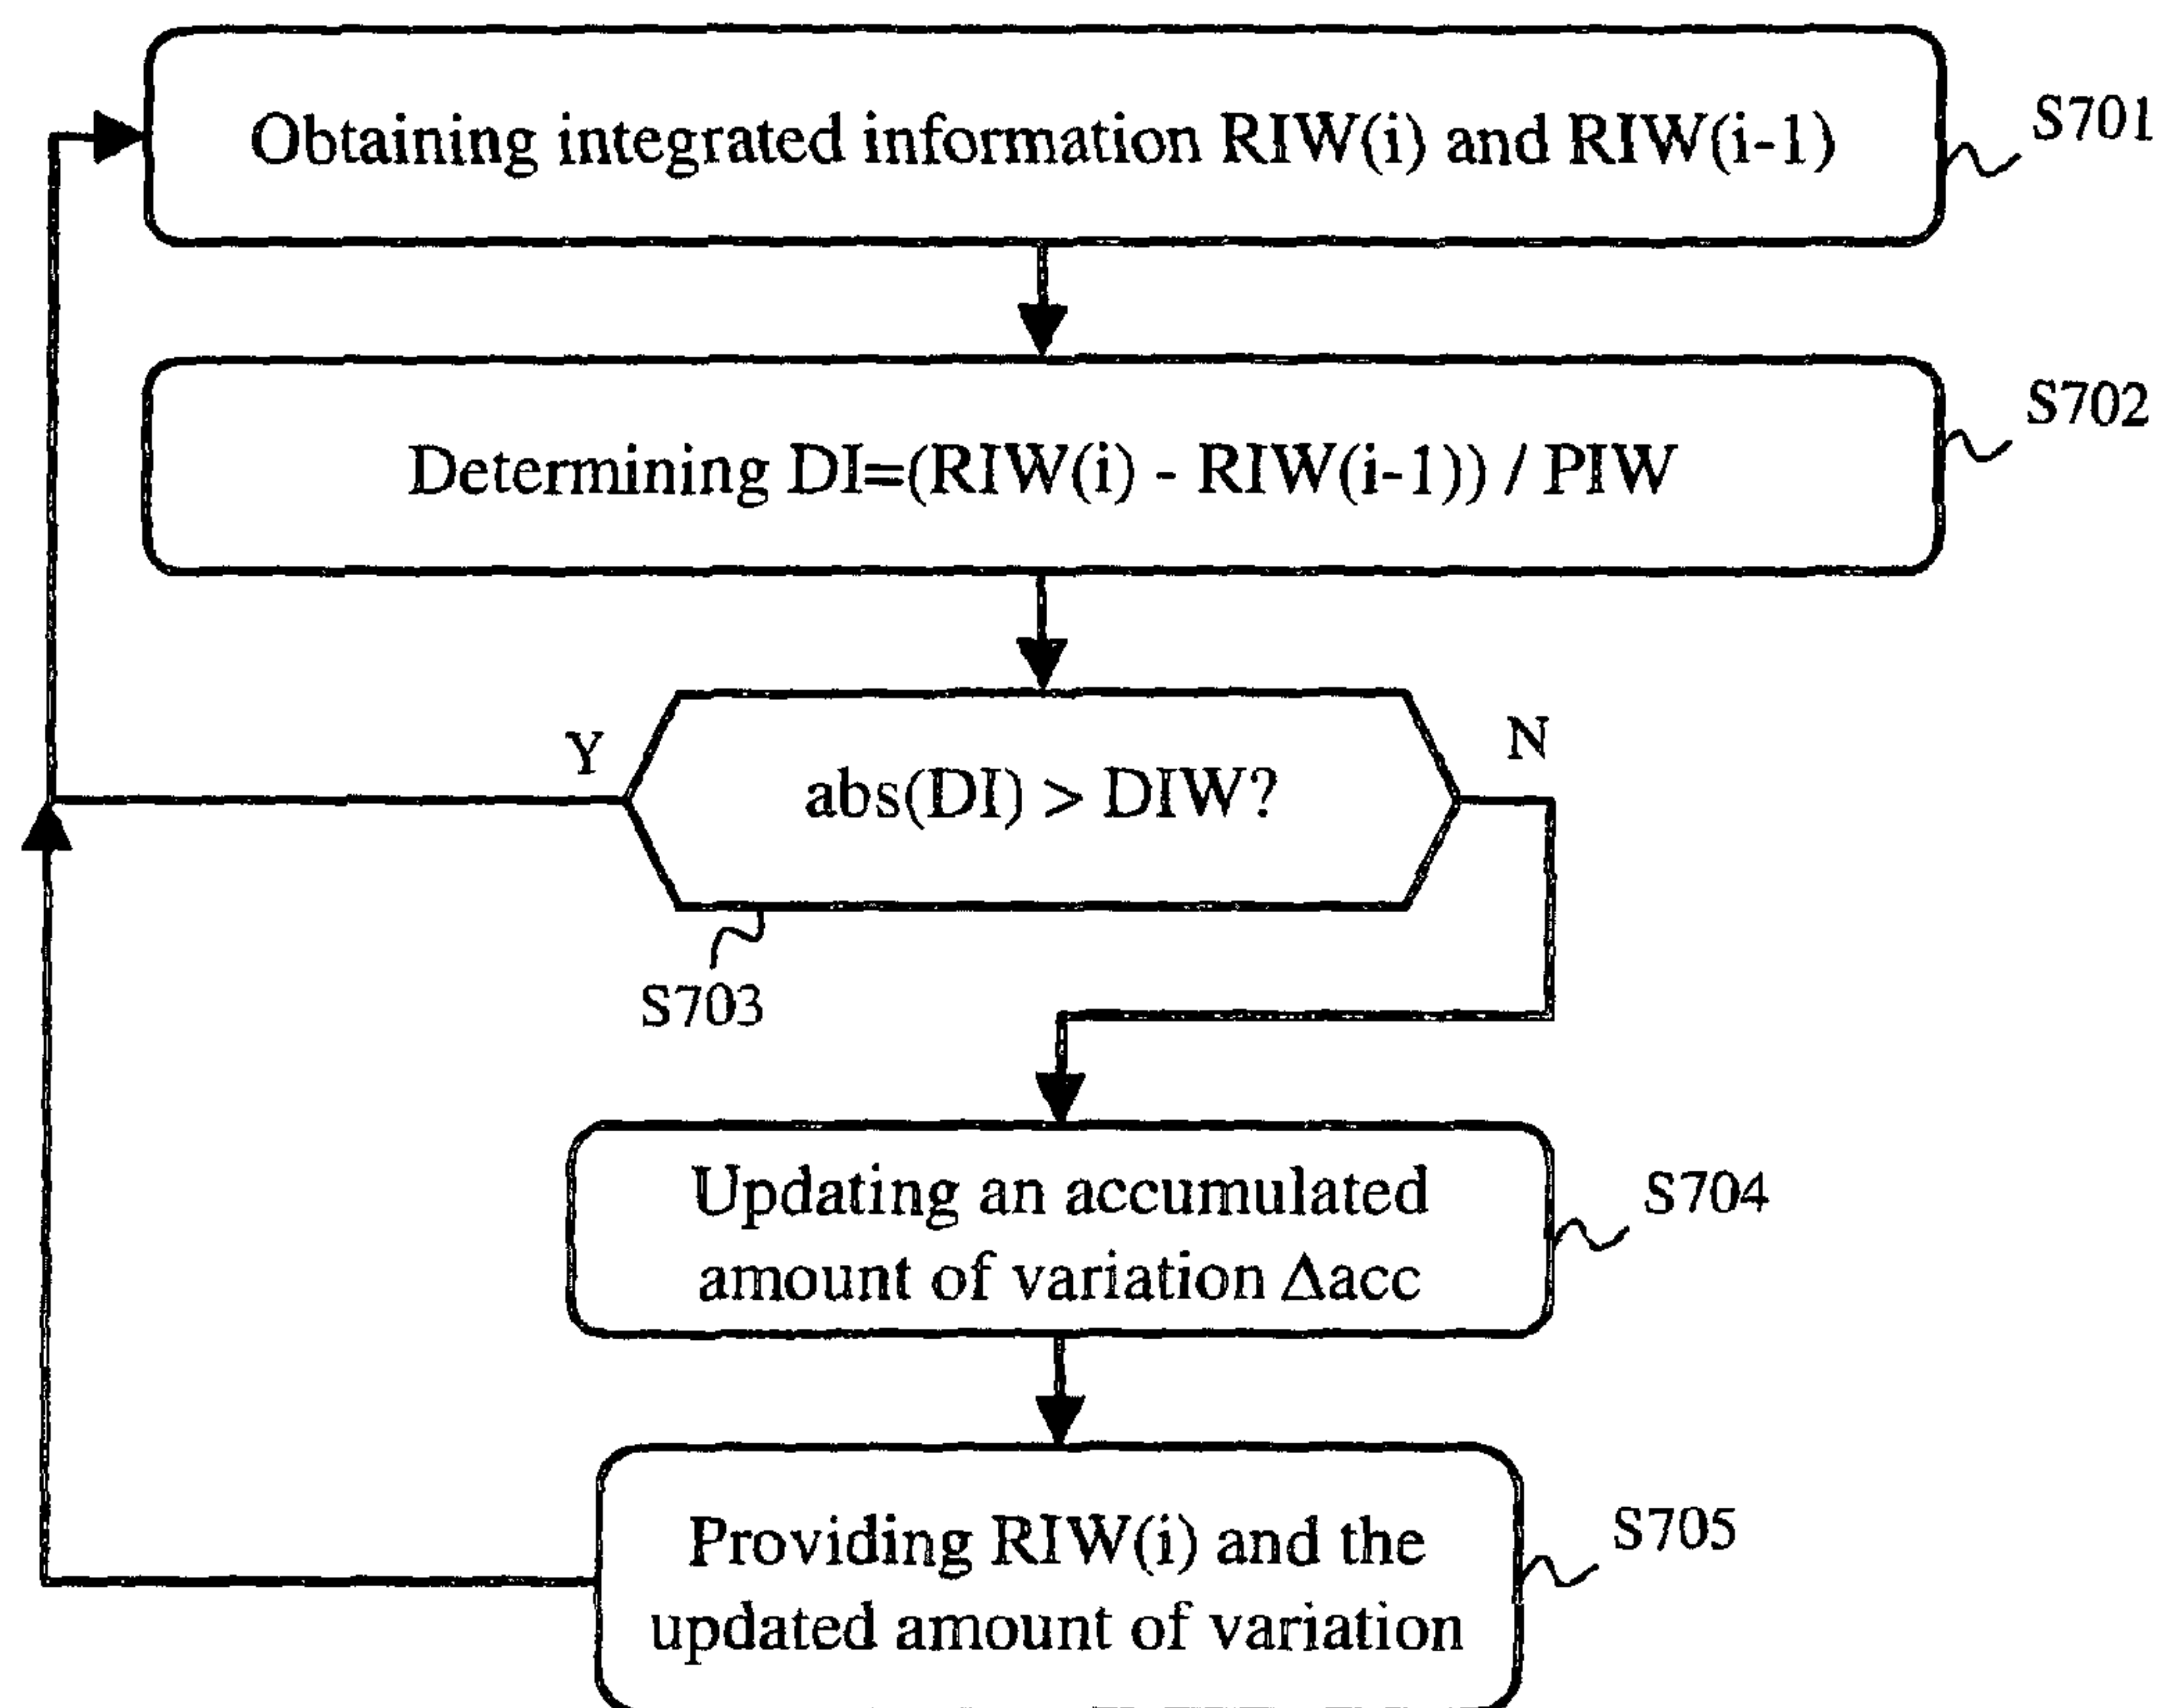 Obtaining integrated information RIW(i) and RIW(i-1)
S701
Determining DI=(RIW(i) - RIW(i-1)) / PIW
S702
Y
abs(DI) > DIW?
N
S703
Updating an accumulated
amount of variation Δacc
S704
Providing RIW(i) and the
updated amount of variation
S705